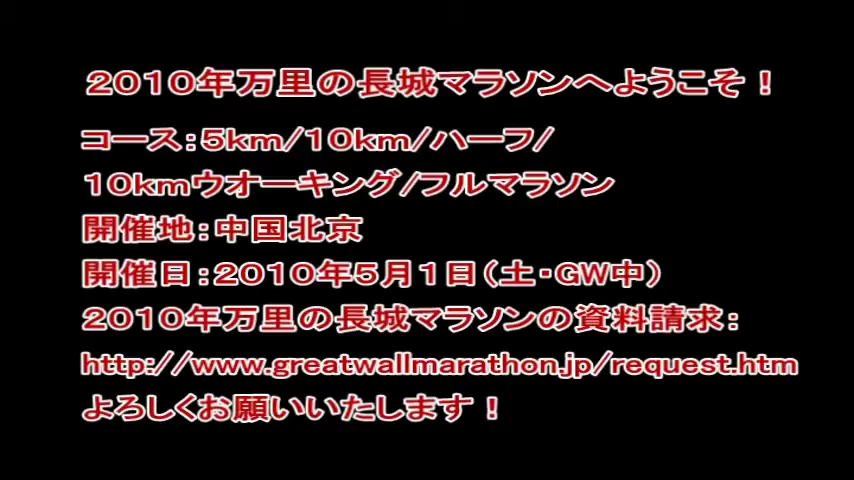 2010年万里の長城マラソンへようこそ！
コース：5km/10km/ハーフ/
10kmウオーキング/フルマラソン
開催地：中国北京
開催日：2010年5月1日（土・GW中）
2010年万里の長城マラソンの資料請求：
http://www.greatwallmarathon.jp/request.htm
よろしくお願いいたします！